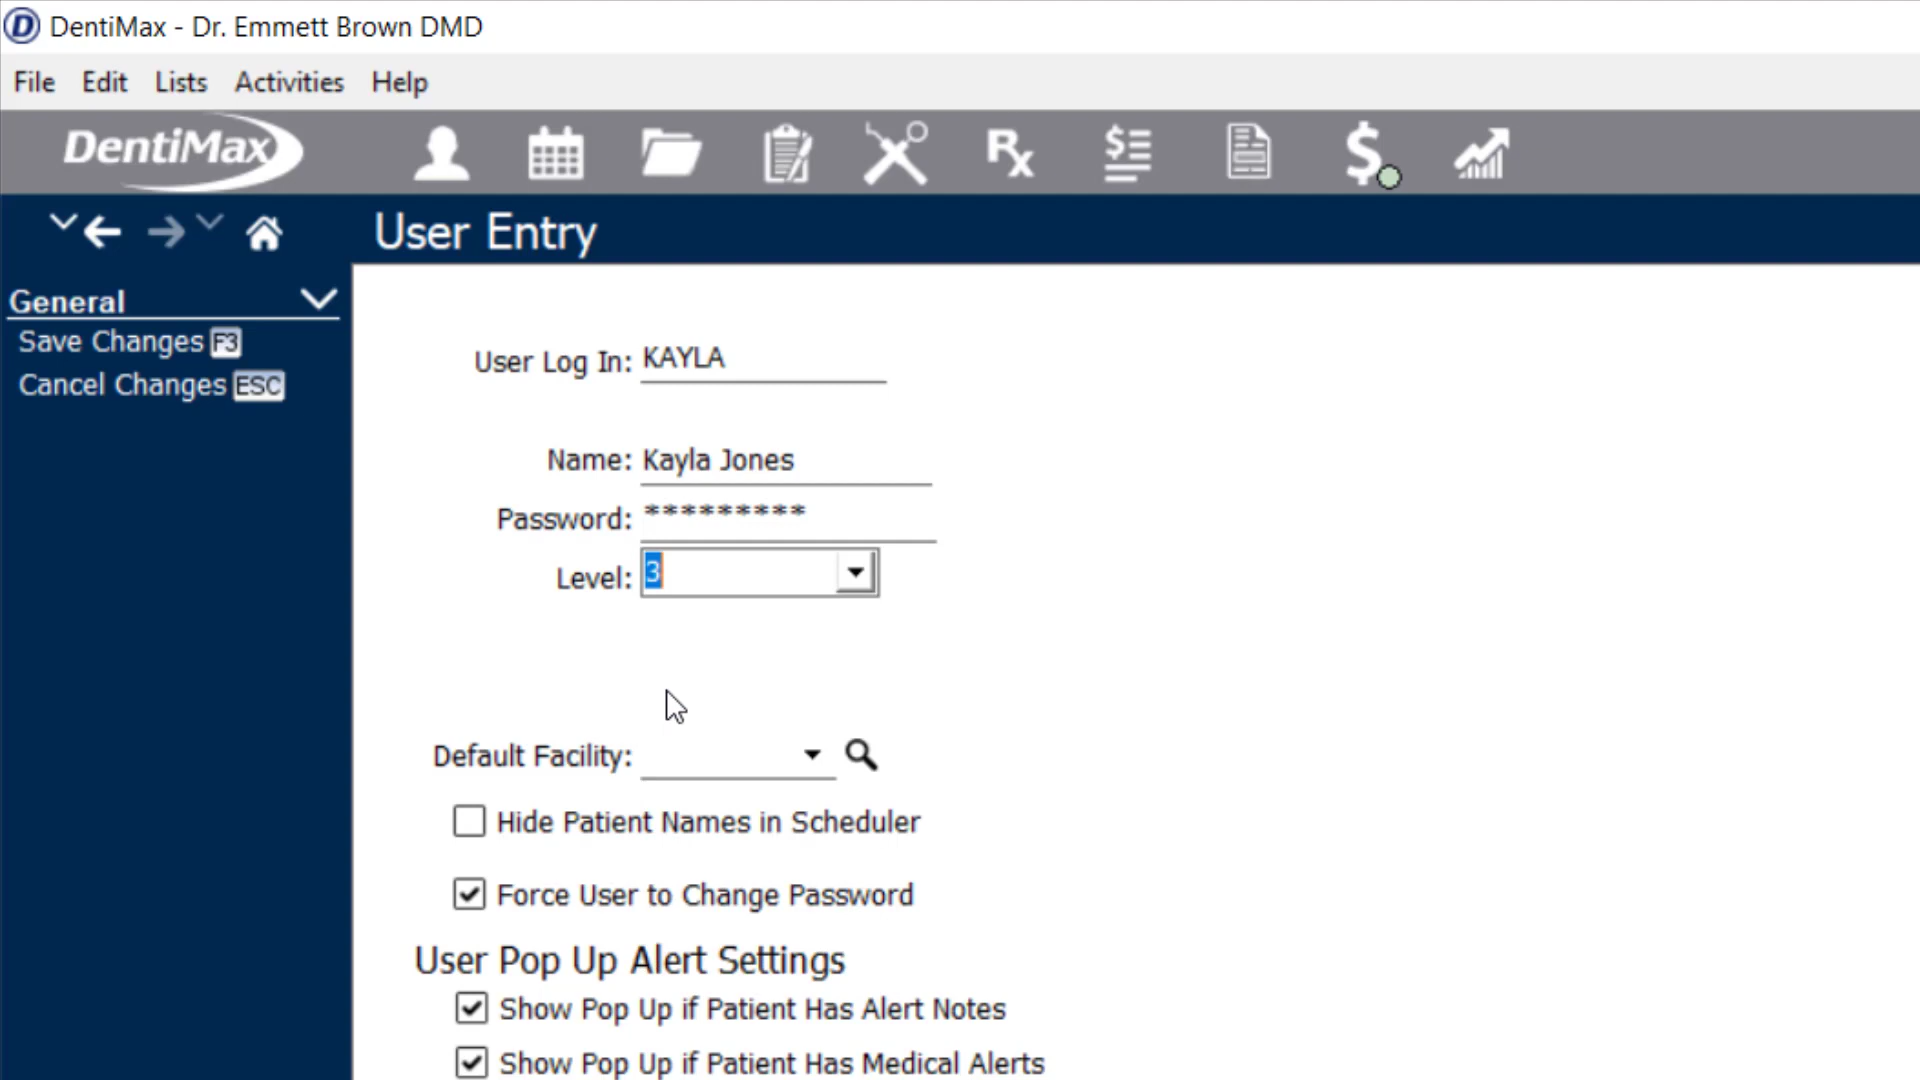 DentiMax - Dr. Emmett Brown DMD
File Edit Lists Activities Help
DentiMax Rx
User Entry
General
Save Changes F3
Cancel Changes ESC
User Log In: KAYLA
Name: Kayla Jones
Password: *********
Level: 3
Default Facility:
Hide Patient Names in Scheduler
Force User to Change Password
User Pop Up Alert Settings
Show Pop Up if Patient Has Alert Notes
Show Pop Up if Patient Has Medical Alerts